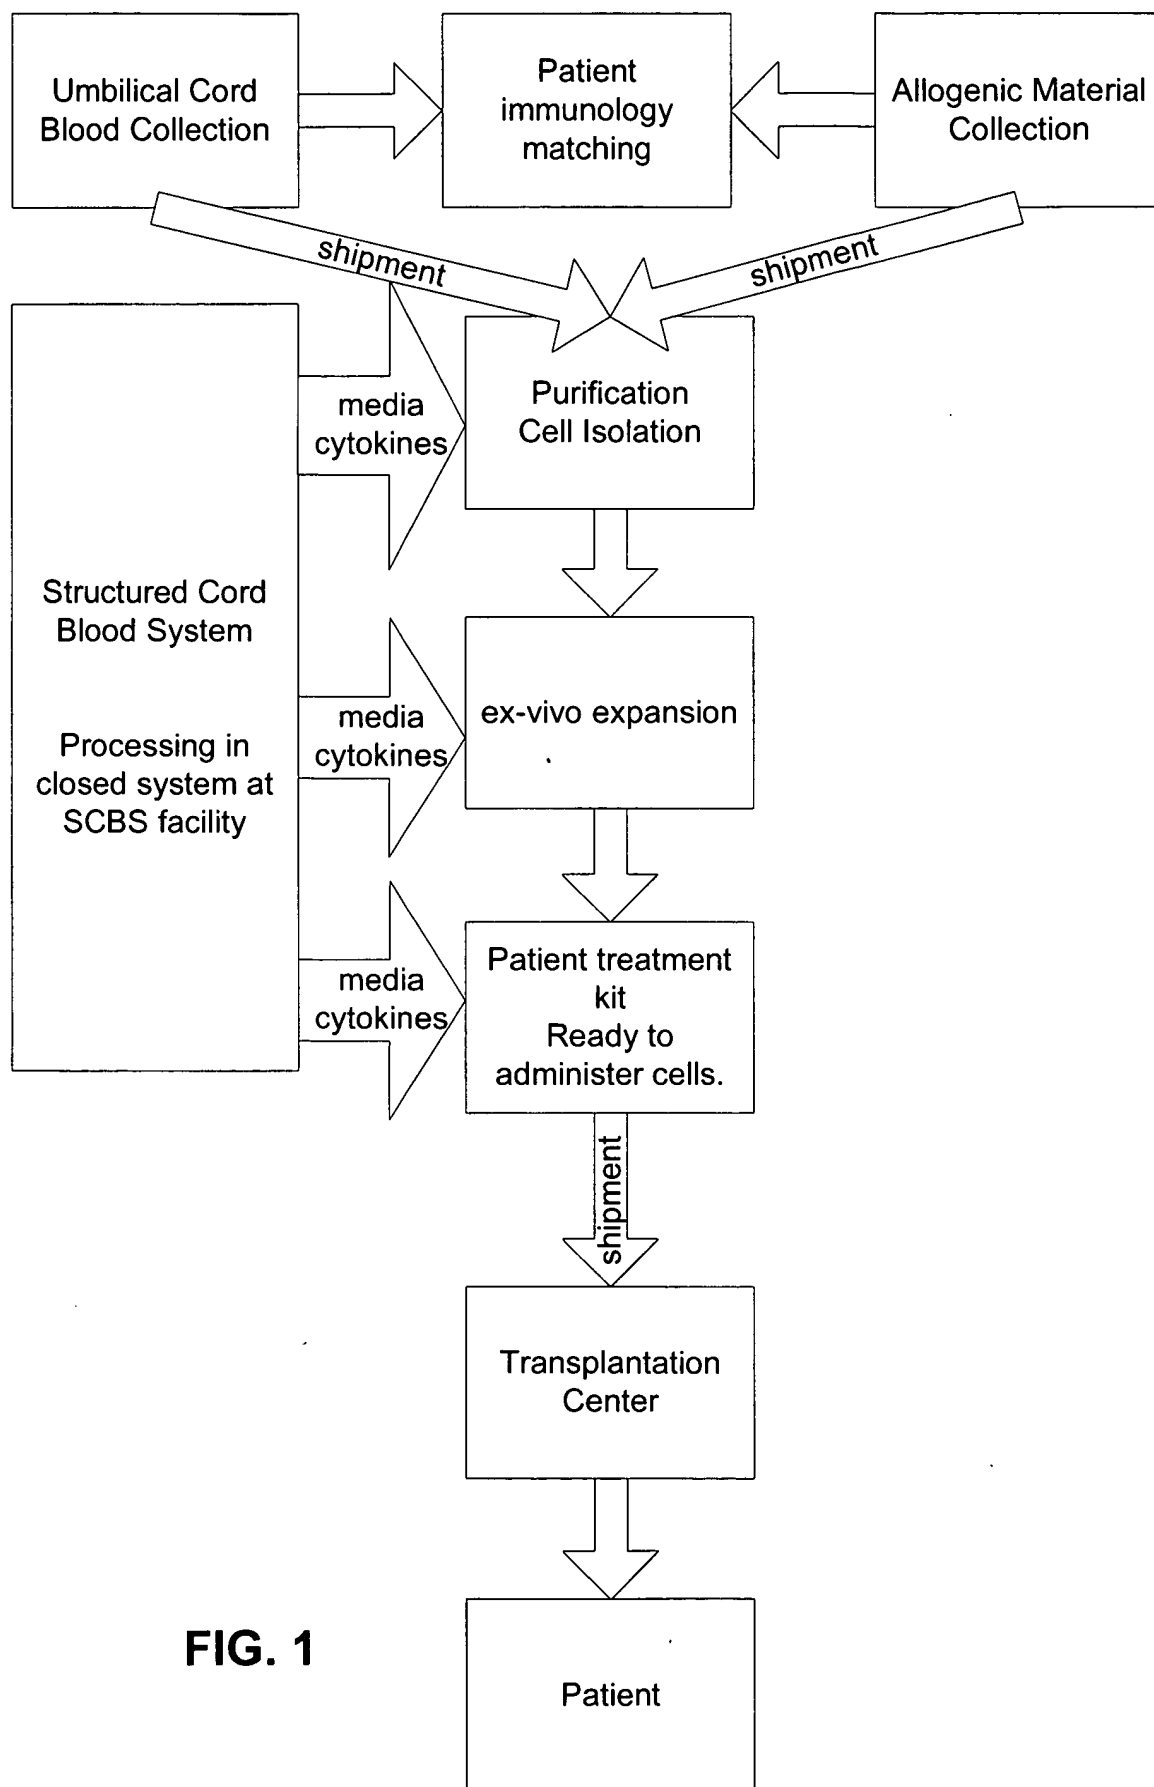 Umbilical Cord
Blood Collection
Patient
immunology
matching
Allogenic Material
Collection
shipment
shipment
Structured Cord
Blood System
Processing in
closed system at
SCBS facility
media
cytokines
Purification
Cell Isolation
media
cytokines
ex-vivo expansion
media
cytokines
Patient treatment
kit
Ready to
administer cells.
shipment
Transplantation
Center
Patient
FIG. 1